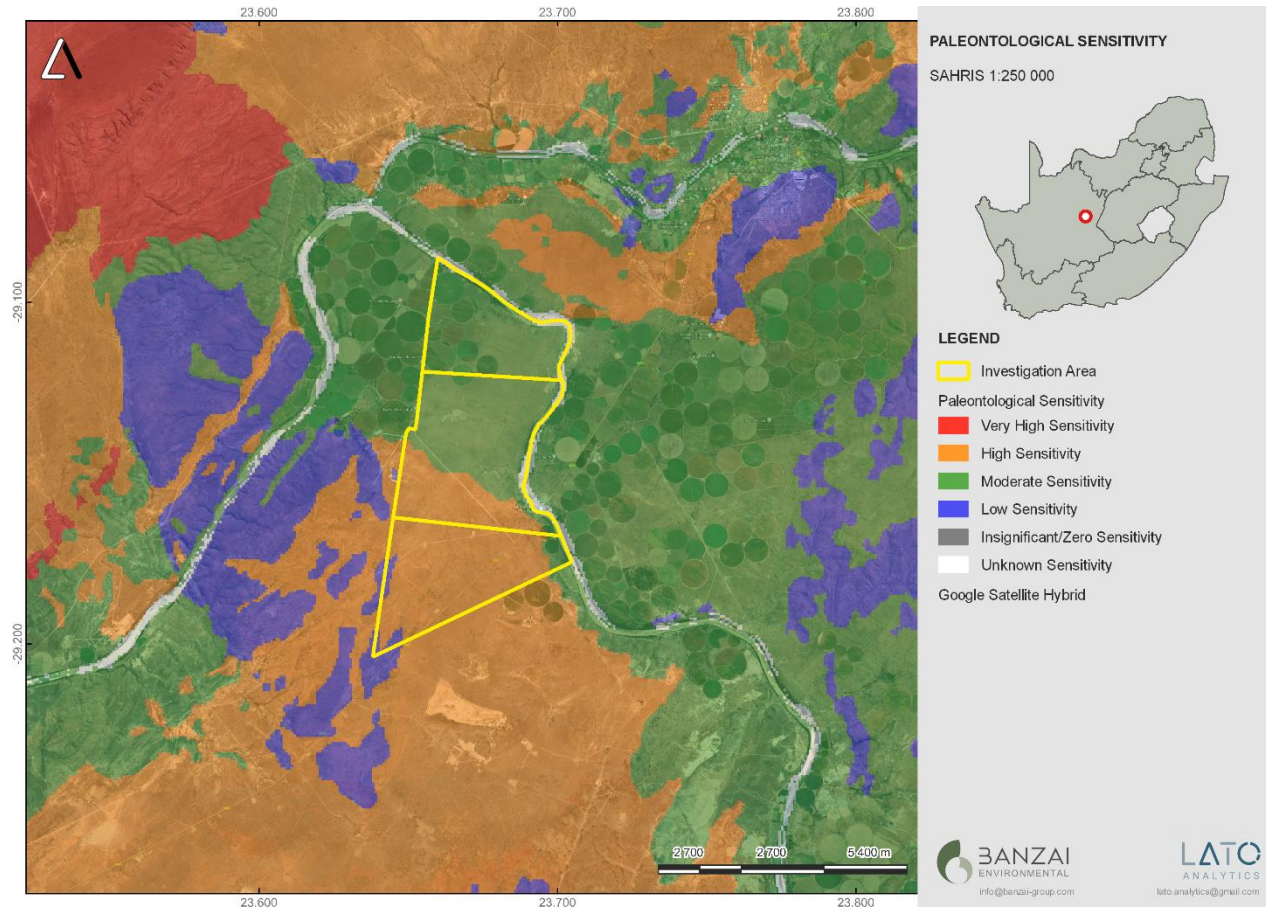 23.600
23.700
23.800
-29.100
-29.200
2 700
2 700
5 400 m
23.600
23.700
23.800
PALEONTOLOGICAL SENSITIVITY
SAHRIS 1:250 000
LEGEND
Investigation Area
Paleontological Sensitivity
Very High Sensitivity
High Sensitivity
Moderate Sensitivity
Low Sensitivity
Insignificant/Zero Sensitivity
Unknown Sensitivity
Google Satellite Hybrid
BANZAI
ENVIRONMENTAL
info@banzai-group.com
LATO
ANALYTICS
lato.analytics@gmail.com